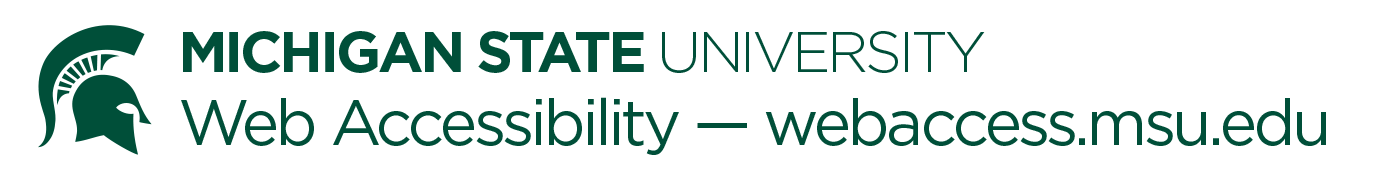 MICHIGAN STATE UNIVERSITY
Web Accessibility — webaccess.msu.edu